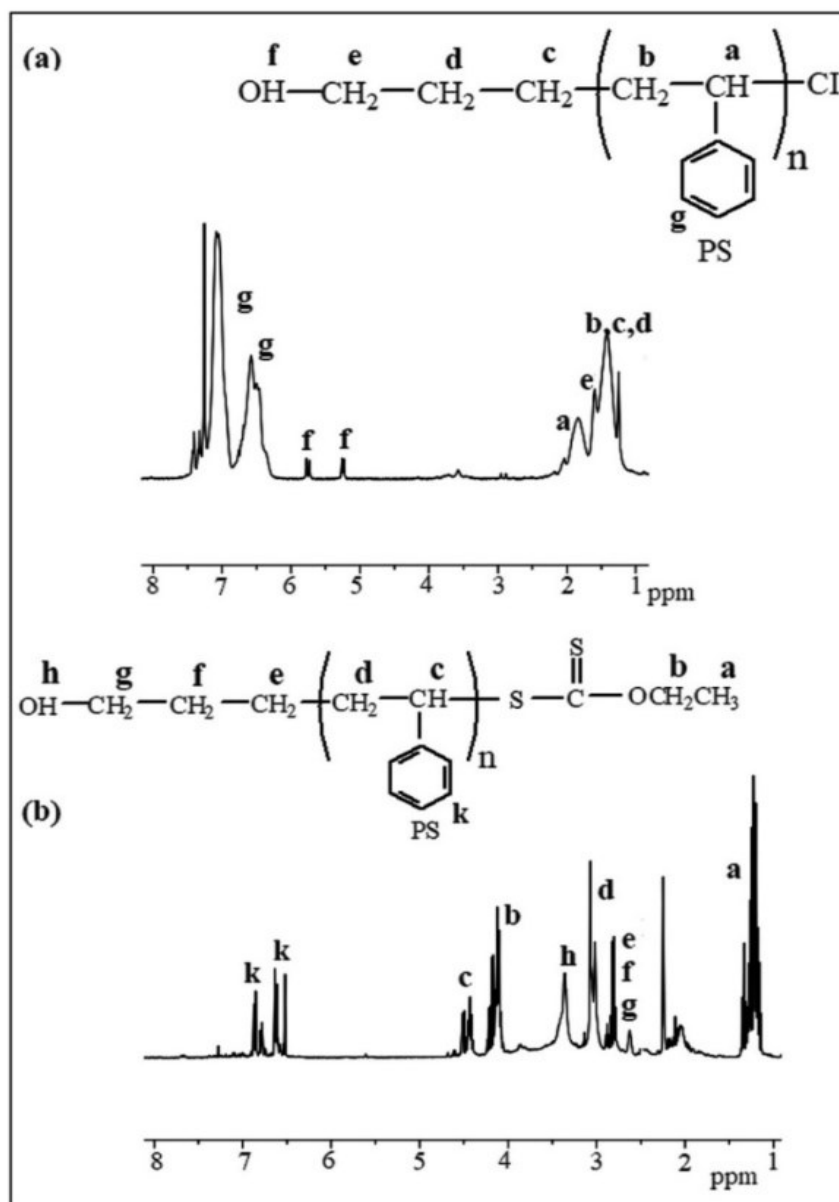 (a)
f e d c b a
OH CH2 CH2 CH2 CH2 CH Cl
n
g
PS
g
g
f f
a
e
b,c,d
8 7 6 5 4 3 2 1 ppm
h g f e d c b a
S
OH CH2 CH2 CH2 CH2 CH S C OCH2CH3
n
k
PS
(b)
k k
c
b
h
d
e
f
g
a
8 7 6 5 4 3 2 1
ppm